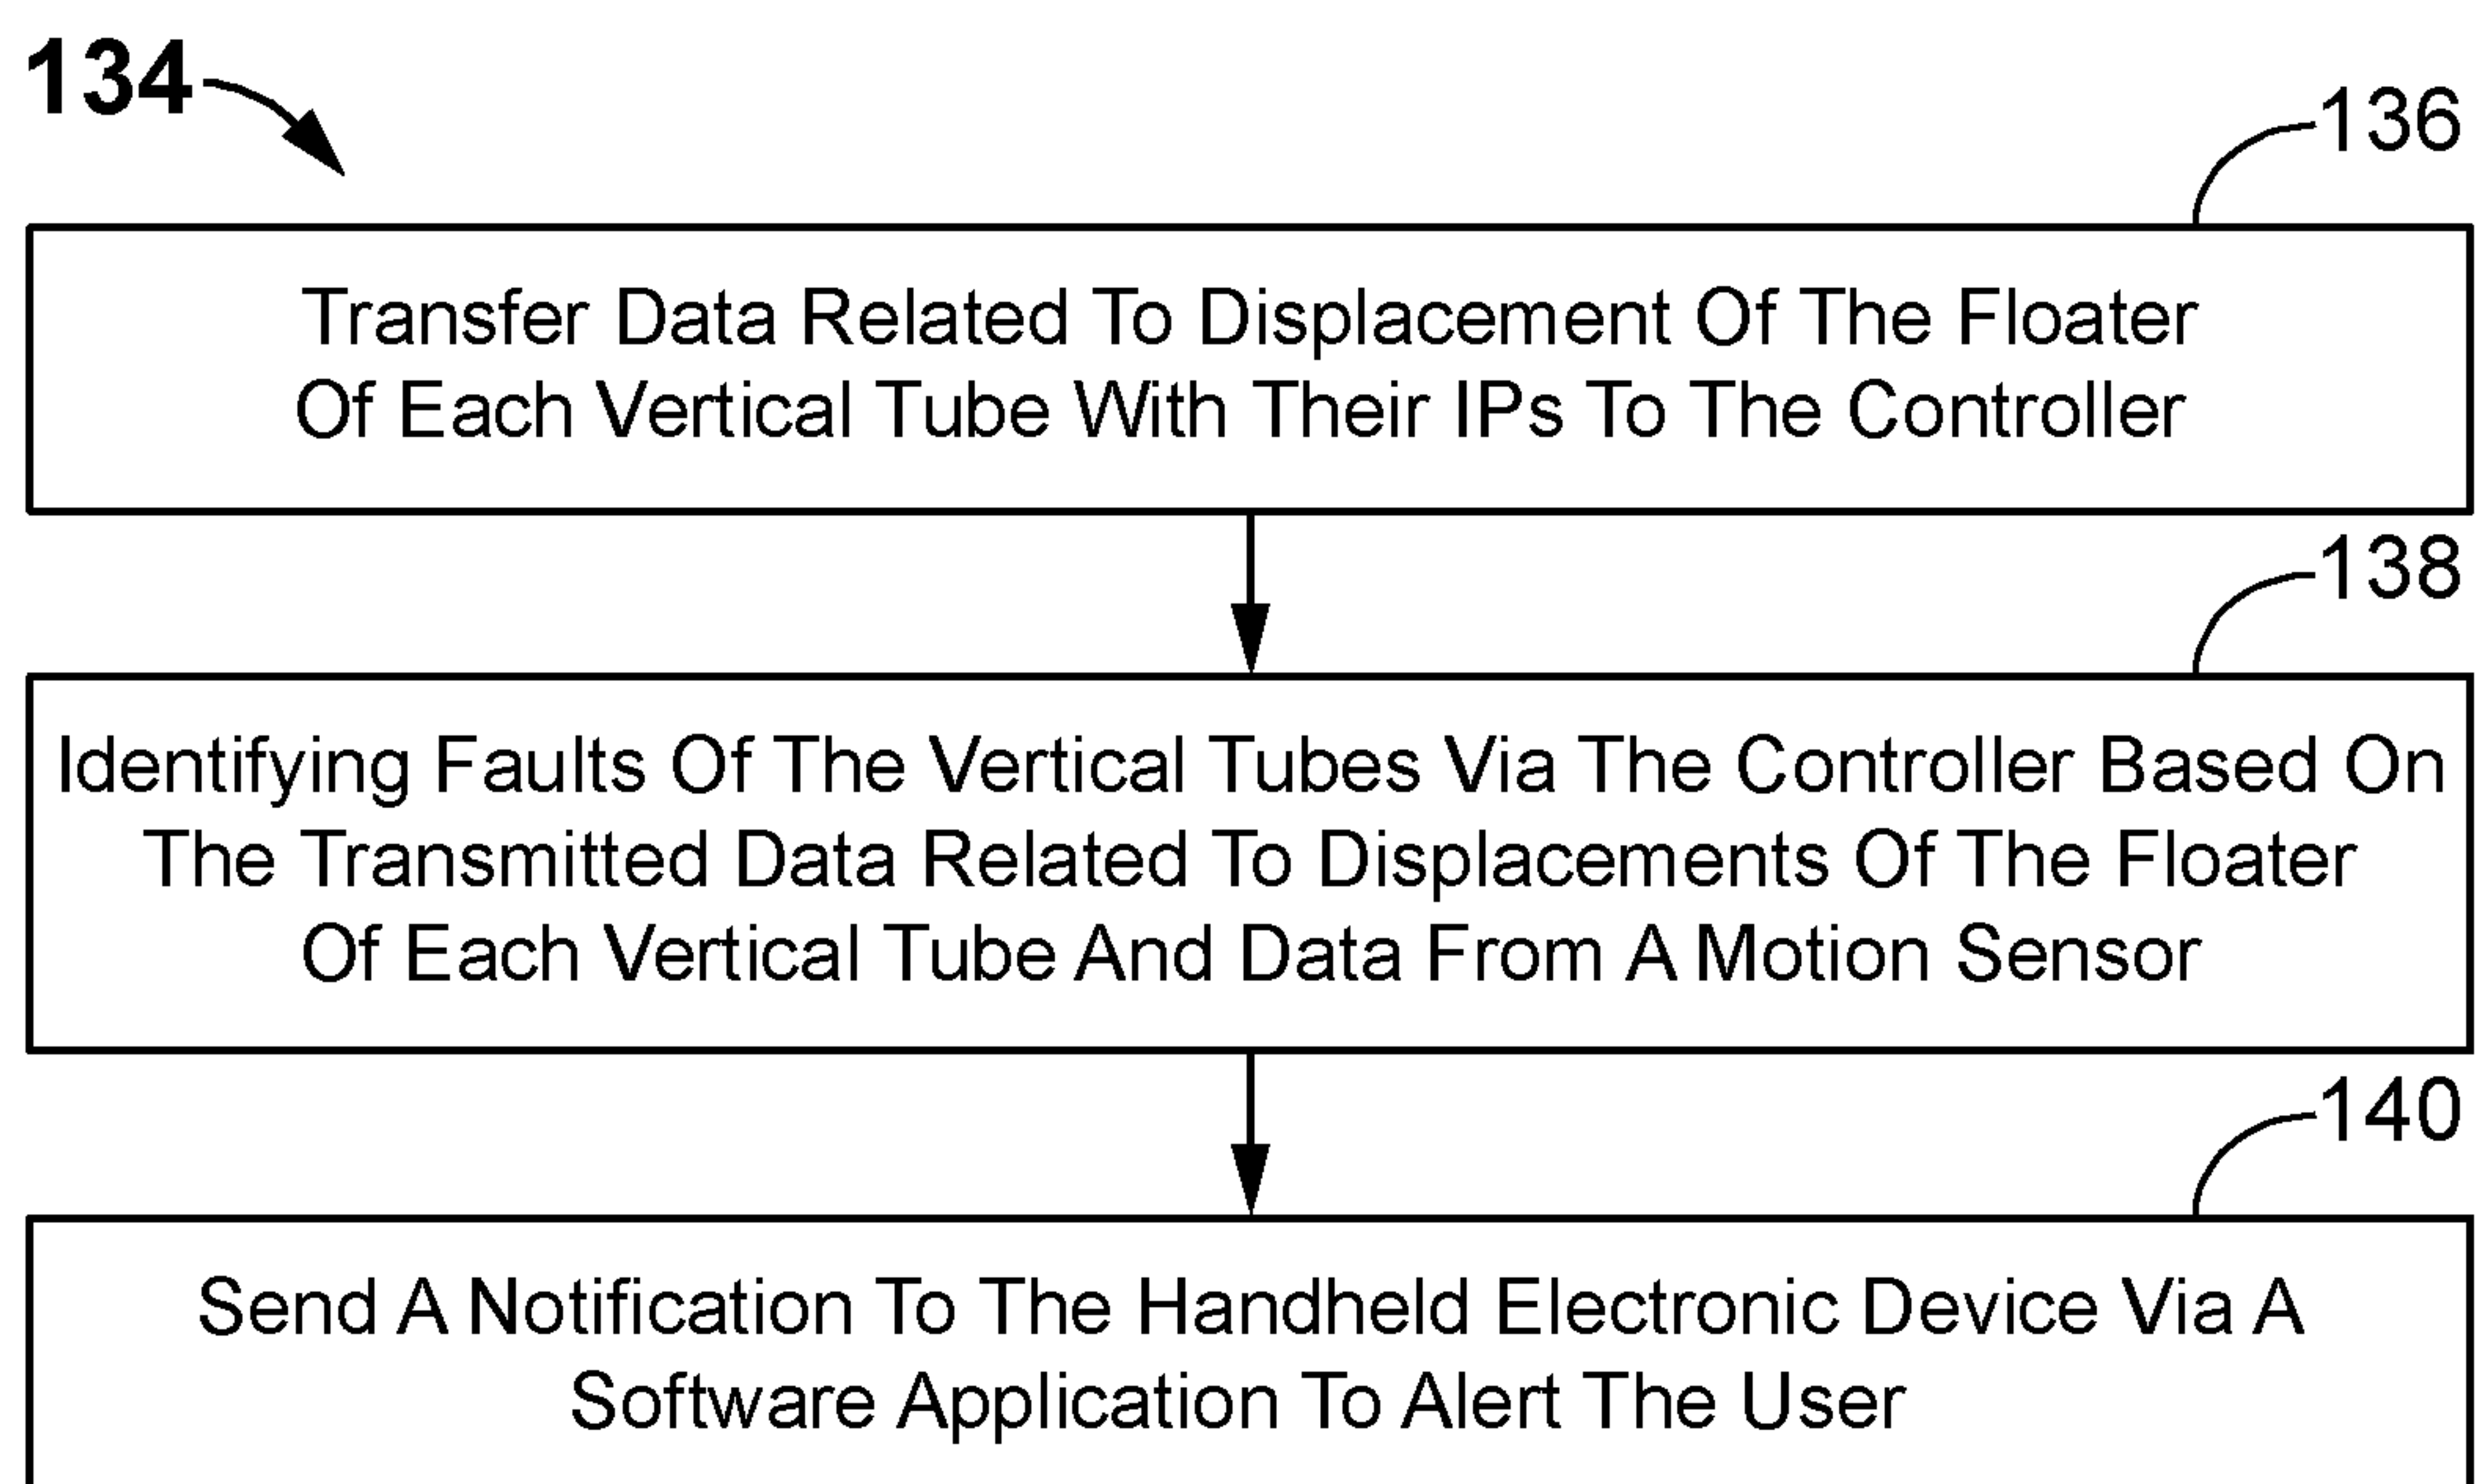 134
136
Transfer Data Related To Displacement Of The Floater
Of Each Vertical Tube With Their IPs To The Controller
138
Identifying Faults Of The Vertical Tubes Via The Controller Based On
The Transmitted Data Related To Displacements Of The Floater
Of Each Vertical Tube And Data From A Motion Sensor
140
Send A Notification To The Handheld Electronic Device Via A
Software Application To Alert The User